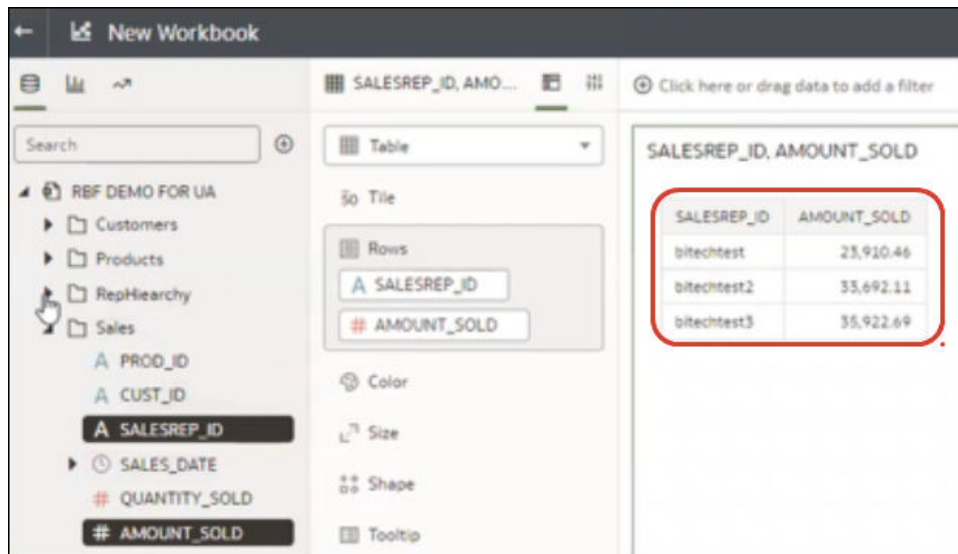 New Workbook
SALESREP_ID, AMO...
Click here or drag data to add a filter
Search
Table
SALESREP_ID, AMOUNT_SOLD
RBF DEMO FOR UA
Tile
SALESREP_ID AMOUNT_SOLD
Customers
Rows
bitechtest 23,910.46
Products
A SALESREP_ID
bitechtest2 33,692.11
RepHiearchy
# AMOUNT_SOLD
bitechtest3 35,922.69
Sales
A PROD_ID
Color
A CUST_ID
A SALESREP_ID
Size
SALES_DATE
Shape
# QUANTITY_SOLD
# AMOUNT_SOLD
Tooltip